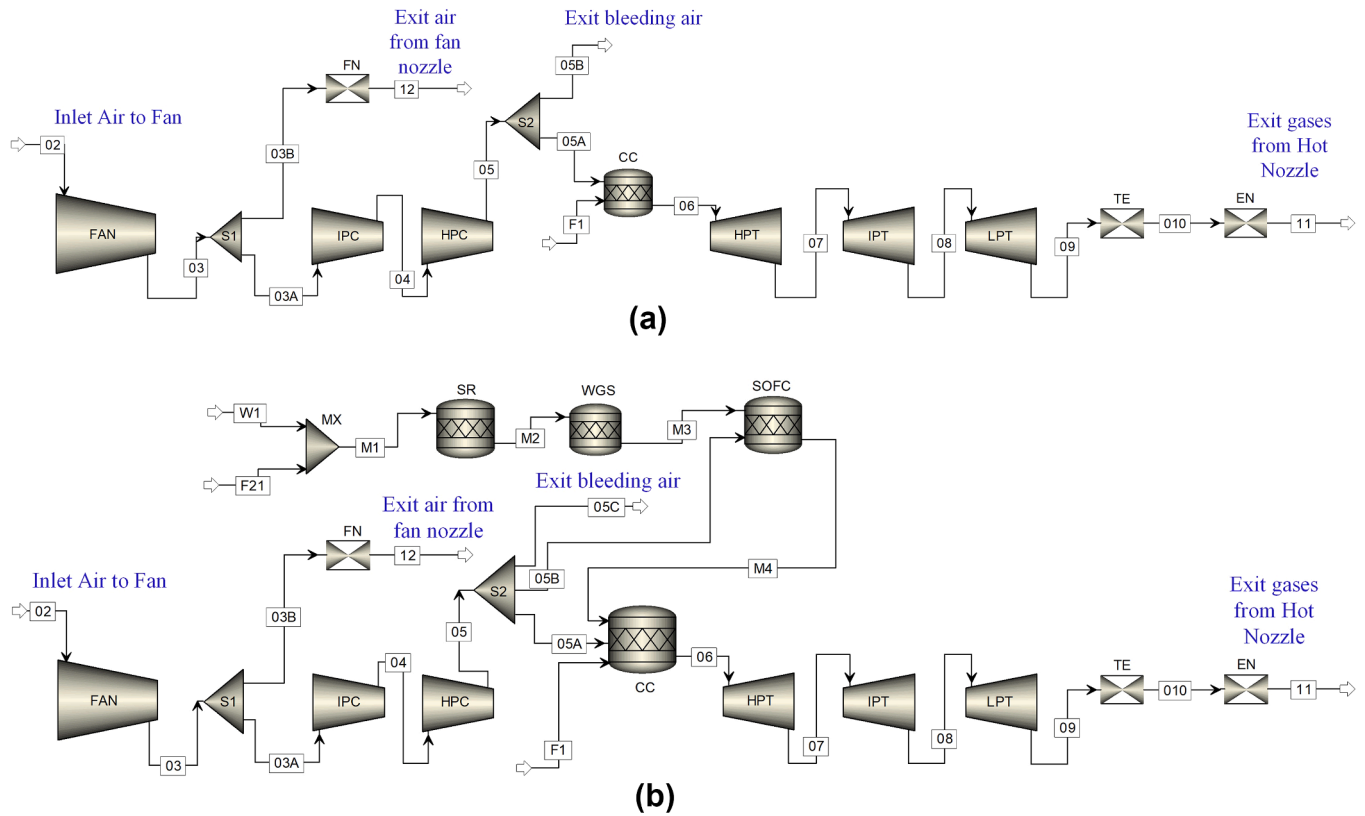 Exit air
from fan
nozzle
Exit bleeding air
FN
12
05B
Inlet Air to Fan
02
03B
05
S2
05A
CC
Exit gases
from Hot
Nozzle
F1
06
FAN
S1
IPC
HPC
HPT
07
IPT
08
LPT
09
TE
010
EN
11
03
03A
04
(a)
SR
WGS
SOFC
W1
MX
M1
M2
M3
F21
Exit bleeding air
05C
Exit air from
fan nozzle
FN
12
05B
M4
Inlet Air to Fan
02
03B
05
S2
05A
Exit gases
from Hot
Nozzle
04
06
CC
FAN
S1
IPC
HPC
HPT
07
IPT
08
LPT
09
TE
010
EN
11
03
03A
F1
(b)